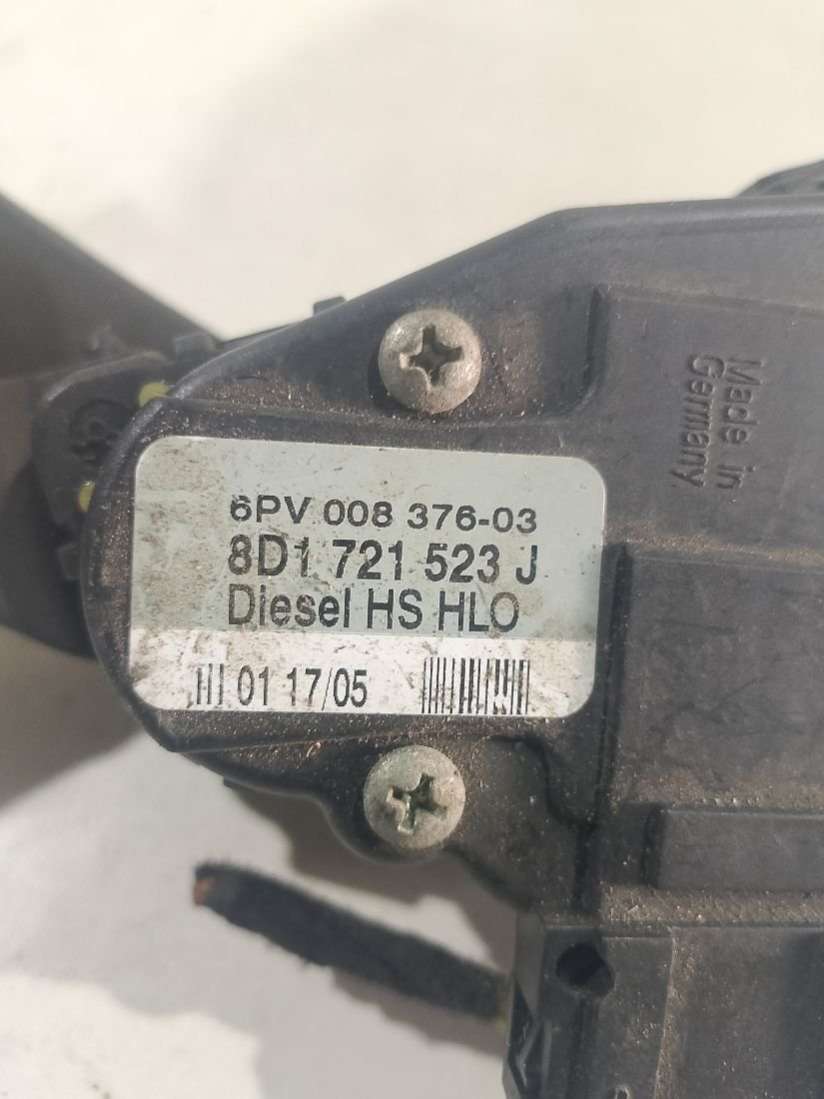 Made in
Germany
6PV 008 376-03
8D1 721 523 J
Diesel HS HLO
01 17/05